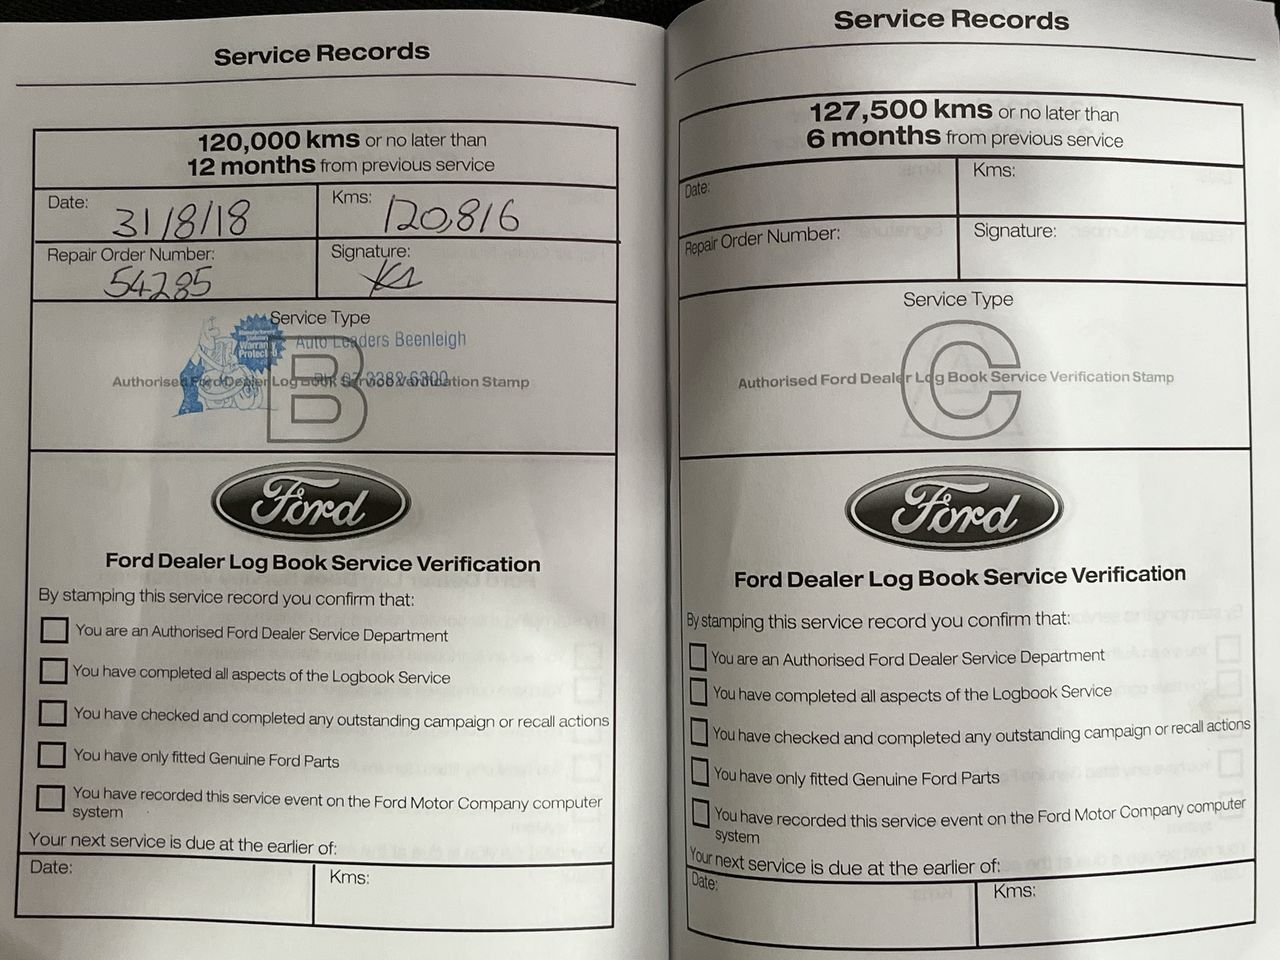 Service Records
120,000 kms or no later than
12 months from previous service
Date: 31/8/18
Kms: 120,816
Repair Order Number: 54285
Signature:
Service Type
Manufacturers Warranty Protected
Auto Leaders Beenleigh
B
Authorised Ford Dealer Log Book Service Verification Stamp
Ford
Ford Dealer Log Book Service Verification
By stamping this service record you confirm that:
You are an Authorised Ford Dealer Service Department
You have completed all aspects of the Logbook Service
You have checked and completed any outstanding campaign or recall actions
You have only fitted Genuine Ford Parts
You have recorded this service event on the Ford Motor Company computer
system
Your next service is due at the earlier of:
Date:
Kms:
Service Records
127,500 kms or no later than
6 months from previous service
Date:
Kms:
Repair Order Number:
Signature:
Service Type
C
Authorised Ford Dealer Log Book Service Verification Stamp
Ford
Ford Dealer Log Book Service Verification
By stamping this service record you confirm that:
You are an Authorised Ford Dealer Service Department
You have completed all aspects of the Logbook Service
You have checked and completed any outstanding campaign or recall actions
You have only fitted Genuine Ford Parts
You have recorded this service event on the Ford Motor Company computer
system
Your next service is due at the earlier of:
Date:
Kms: